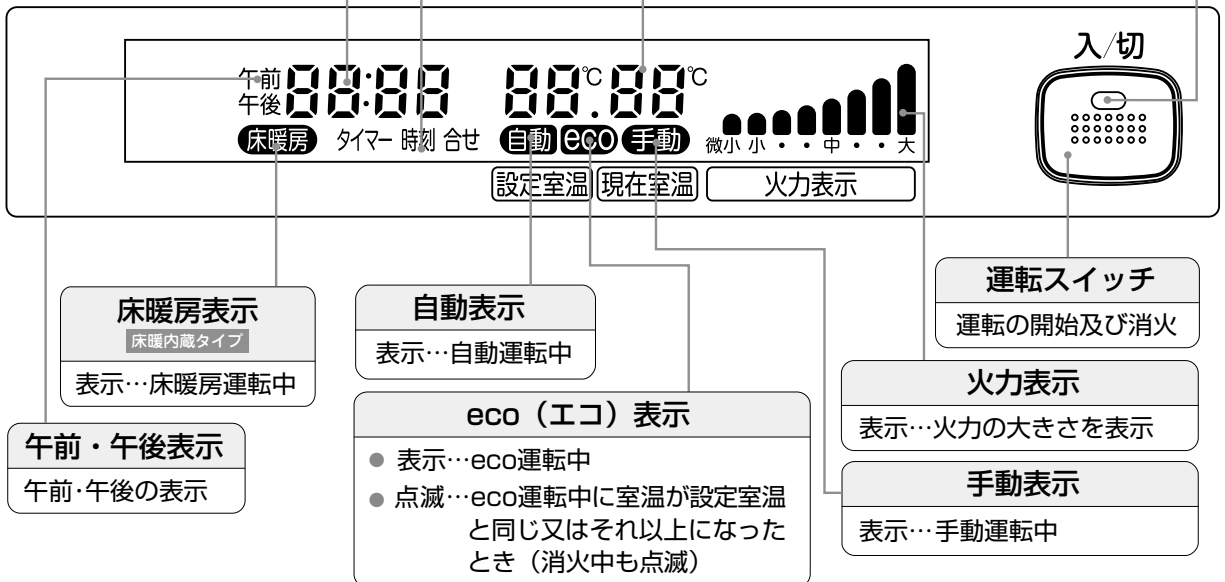 入/切
午前 88:88 88℃.88℃
午後
床暖房 タイマー 時刻 合せ 自動 eco 手動 微小 小 ・ ・ 中 ・ ・ 大
設定室温 現在室温 火力表示
運転スイッチ
運転の開始及び消火
床暖房表示
床暖内蔵タイプ
表示…床暖房運転中
自動表示
表示…自動運転中
火力表示
表示…火力の大きさを表示
eco（エコ）表示
● 表示…eco運転中
● 点滅…eco運転中に室温が設定室温
と同じ又はそれ以上になった
とき（消火中も点滅）
午前・午後表示
午前･午後の表示
手動表示
表示…手動運転中